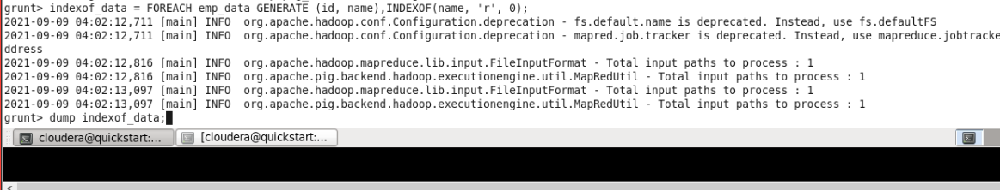 grunt> indexof_data = FOREACH emp_data GENERATE (id, name),INDEXOF(name, 'r', 0);
2021-09-09 04:02:12,711 [main] INFO  org.apache.hadoop.conf.Configuration.deprecation - fs.default.name is deprecated. Instead, use fs.defaultFS
2021-09-09 04:02:12,711 [main] INFO  org.apache.hadoop.conf.Configuration.deprecation - mapred.job.tracker is deprecated. Instead, use mapreduce.jobtracke
ddress
2021-09-09 04:02:12,816 [main] INFO  org.apache.hadoop.mapreduce.lib.input.FileInputFormat - Total input paths to process : 1
2021-09-09 04:02:12,816 [main] INFO  org.apache.pig.backend.hadoop.executionengine.util.MapRedUtil - Total input paths to process : 1
2021-09-09 04:02:13,097 [main] INFO  org.apache.hadoop.mapreduce.lib.input.FileInputFormat - Total input paths to process : 1
2021-09-09 04:02:13,097 [main] INFO  org.apache.pig.backend.hadoop.executionengine.util.MapRedUtil - Total input paths to process : 1
grunt> dump indexof_data;
cloudera@quickstart:... [cloudera@quickstart:...